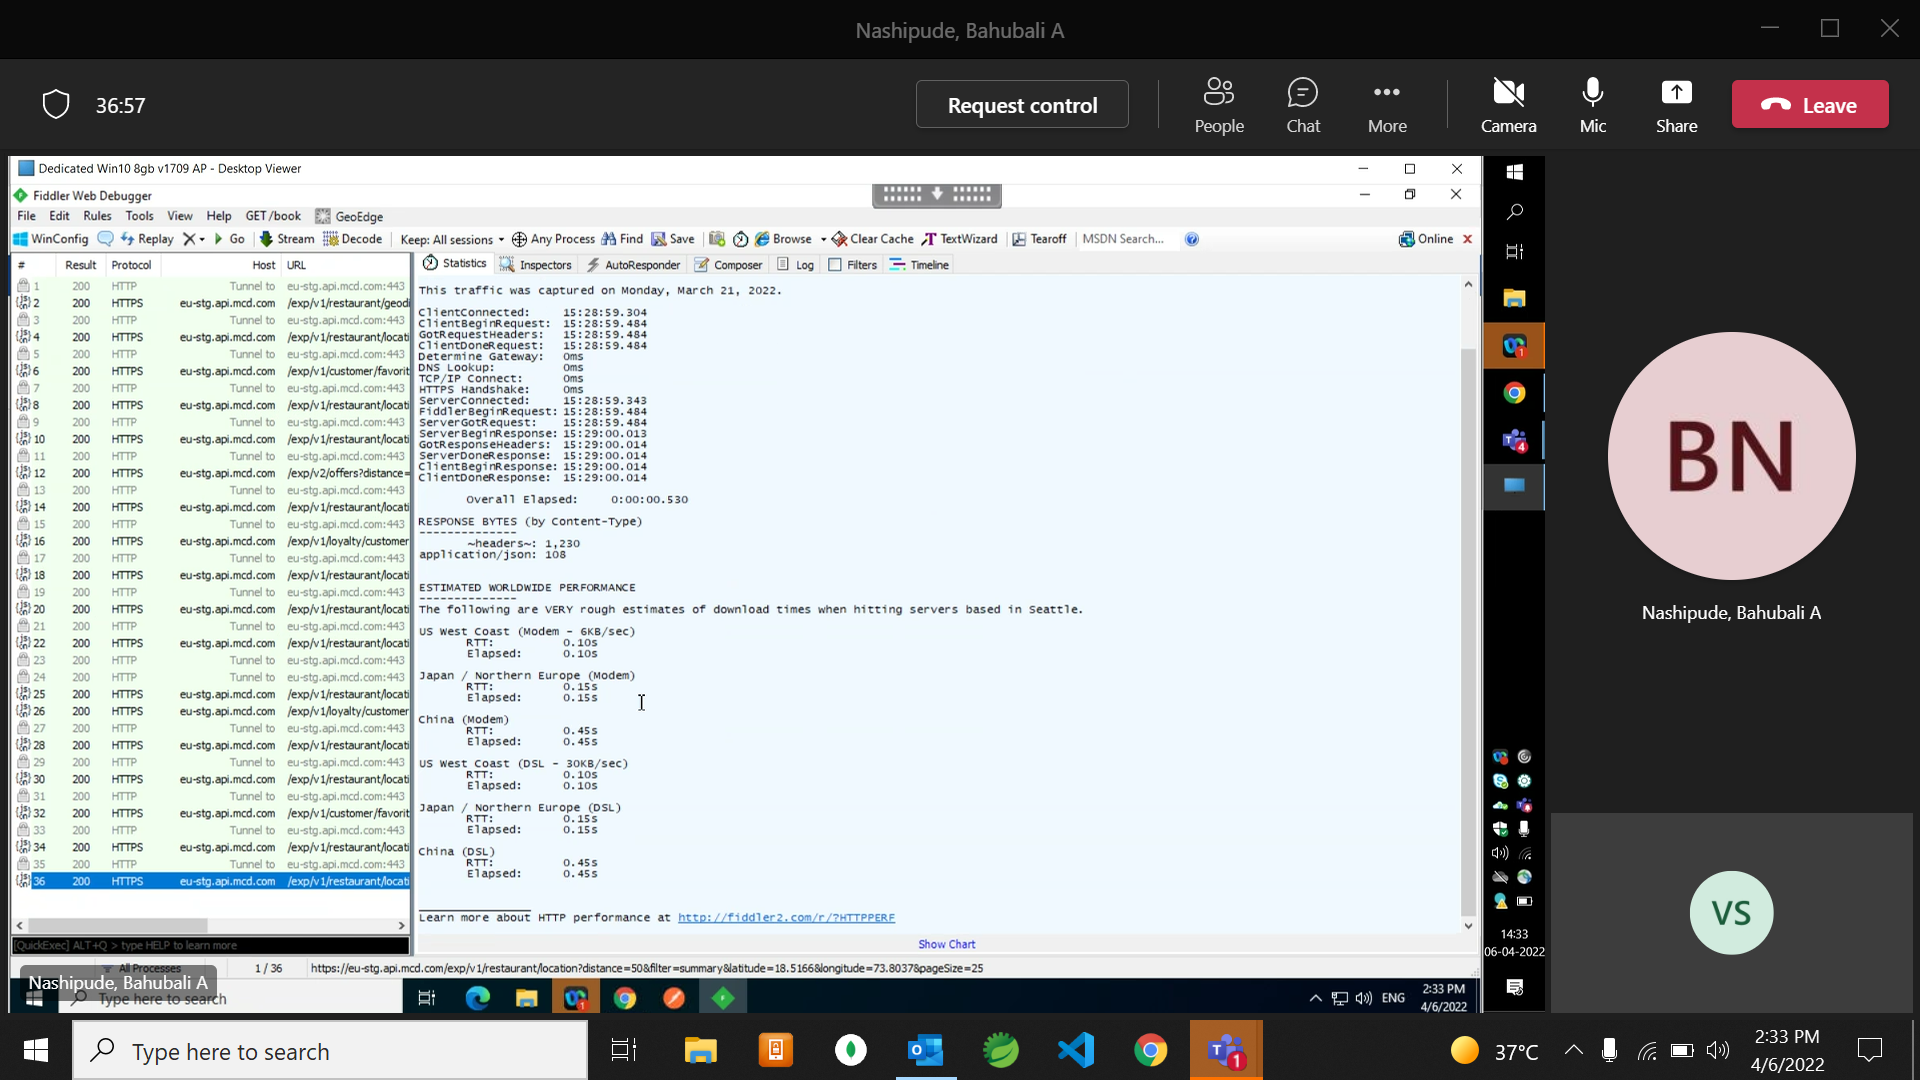 Nashipude, Bahubali A
36:57
Request control
People
Chat
More
Camera
Mic
Share
Leave
Dedicated Win10 8gb v1709 AP - Desktop Viewer
Fiddler Web Debugger
File Edit Rules Tools View Help GET /book GeoEdge
WinConfig Replay Go Stream Decode Keep: All sessions Any Process Find Save Browse Clear Cache TextWizard Tearoff MSDN Search... Online
# Result Protocol Host URL
1 200 HTTP Tunnel to eu-stg.api.mcd.com:443
2 200 HTTPS eu-stg.api.mcd.com /exp/v1/restaurant/geodi
3 200 HTTP Tunnel to eu-stg.api.mcd.com:443
4 200 HTTPS eu-stg.api.mcd.com /exp/v1/restaurant/locati
5 200 HTTP Tunnel to eu-stg.api.mcd.com:443
6 200 HTTPS eu-stg.api.mcd.com /exp/v1/customer/favorit
7 200 HTTP Tunnel to eu-stg.api.mcd.com:443
8 200 HTTPS eu-stg.api.mcd.com /exp/v1/restaurant/locati
9 200 HTTP Tunnel to eu-stg.api.mcd.com:443
10 200 HTTPS eu-stg.api.mcd.com /exp/v1/restaurant/locati
11 200 HTTP Tunnel to eu-stg.api.mcd.com:443
12 200 HTTPS eu-stg.api.mcd.com /exp/v2/offers?distance=
13 200 HTTP Tunnel to eu-stg.api.mcd.com:443
14 200 HTTPS eu-stg.api.mcd.com /exp/v1/restaurant/locati
15 200 HTTP Tunnel to eu-stg.api.mcd.com:443
16 200 HTTPS eu-stg.api.mcd.com /exp/v1/loyalty/customer
17 200 HTTP Tunnel to eu-stg.api.mcd.com:443
18 200 HTTPS eu-stg.api.mcd.com /exp/v1/restaurant/locati
19 200 HTTP Tunnel to eu-stg.api.mcd.com:443
20 200 HTTPS eu-stg.api.mcd.com /exp/v1/restaurant/locati
21 200 HTTP Tunnel to eu-stg.api.mcd.com:443
22 200 HTTPS eu-stg.api.mcd.com /exp/v1/restaurant/locati
23 200 HTTP Tunnel to eu-stg.api.mcd.com:443
24 200 HTTP Tunnel to eu-stg.api.mcd.com:443
25 200 HTTPS eu-stg.api.mcd.com /exp/v1/restaurant/locati
26 200 HTTPS eu-stg.api.mcd.com /exp/v1/loyalty/customer
27 200 HTTP Tunnel to eu-stg.api.mcd.com:443
28 200 HTTPS eu-stg.api.mcd.com /exp/v1/restaurant/locati
29 200 HTTP Tunnel to eu-stg.api.mcd.com:443
30 200 HTTPS eu-stg.api.mcd.com /exp/v1/restaurant/locati
31 200 HTTP Tunnel to eu-stg.api.mcd.com:443
32 200 HTTPS eu-stg.api.mcd.com /exp/v1/customer/favorit
33 200 HTTP Tunnel to eu-stg.api.mcd.com:443
34 200 HTTPS eu-stg.api.mcd.com /exp/v1/restaurant/locati
35 200 HTTP Tunnel to eu-stg.api.mcd.com:443
36 200 HTTPS eu-stg.api.mcd.com /exp/v1/restaurant/locati
[QuickExec] ALT+Q > type HELP to learn more
Statistics Inspectors AutoResponder Composer Log Filters Timeline
This traffic was captured on Monday, March 21, 2022.
ClientConnected: 15:28:59.304
ClientBeginRequest: 15:28:59.484
GotRequestHeaders: 15:28:59.484
ClientDoneRequest: 15:28:59.484
Determine Gateway: 0ms
DNS Lookup: 0ms
TCP/IP Connect: 0ms
HTTPS Handshake: 0ms
ServerConnected: 15:28:59.343
FiddlerBeginRequest: 15:28:59.484
ServerGotRequest: 15:28:59.484
ServerBeginResponse: 15:29:00.013
GotResponseHeaders: 15:29:00.014
ServerDoneResponse: 15:29:00.014
ClientBeginResponse: 15:29:00.014
ClientDoneResponse: 15:29:00.014
Overall Elapsed: 0:00:00.530
RESPONSE BYTES (by Content-Type)
--------------
~headers~: 1,230
application/json: 108
ESTIMATED WORLDWIDE PERFORMANCE
--------------
The following are VERY rough estimates of download times when hitting servers based in Seattle.
US West Coast (Modem - 6KB/sec)
RTT: 0.10s
Elapsed: 0.10s
Japan / Northern Europe (Modem)
RTT: 0.15s
Elapsed: 0.15s
China (Modem)
RTT: 0.45s
Elapsed: 0.45s
US West Coast (DSL - 30KB/sec)
RTT: 0.10s
Elapsed: 0.10s
Japan / Northern Europe (DSL)
RTT: 0.15s
Elapsed: 0.15s
China (DSL)
RTT: 0.45s
Elapsed: 0.45s
Learn more about HTTP performance at http://fiddler2.com/r/?HTTPPERF
Show Chart
All Processes 1 / 36 https://eu-stg.api.mcd.com/exp/v1/restaurant/location?distance=50&filter=summary&latitude=18.5166&longitude=73.8037&pageSize=25
Nashipude, Bahubali A
Type here to search
ENG
2:33 PM
4/6/2022
1
4
14:33
06-04-2022
BN
Nashipude, Bahubali A
VS
Type here to search
1
37°C
2:33 PM
4/6/2022